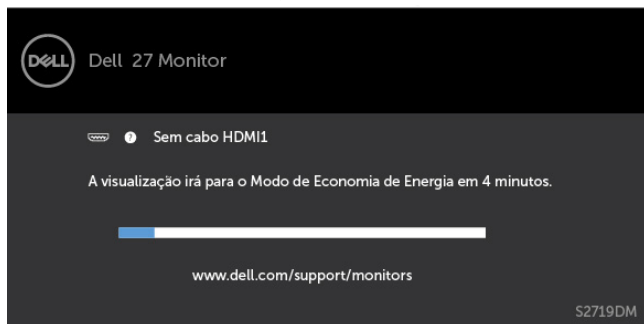 DELL
Dell 27 Monitor
? Sem cabo HDMI1
A visualização irá para o Modo de Economia de Energia em 4 minutos.
www.dell.com/support/monitors
S2719DM